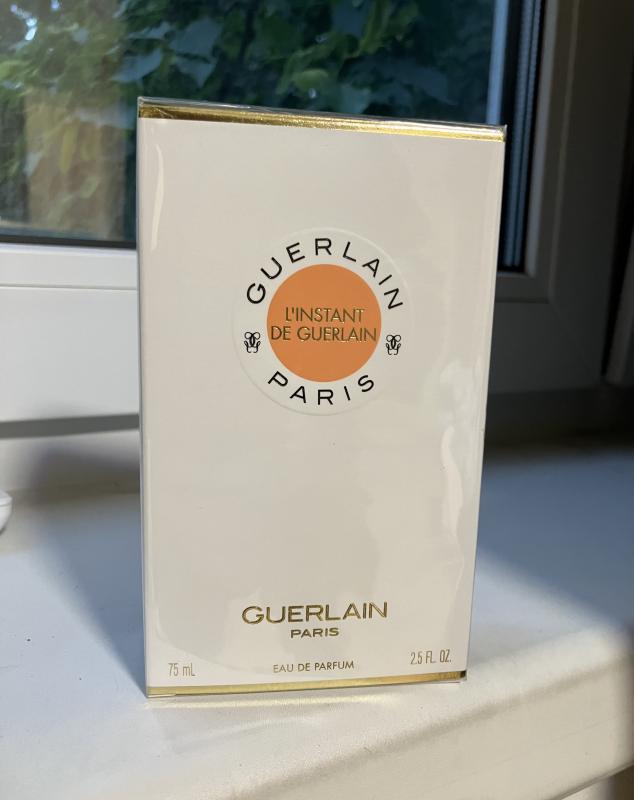 GUERLAIN
L'INSTANT
DE GUERLAIN
PARIS
GUERLAIN
PARIS
75 mL
EAU DE PARFUM
2.5 FL. OZ.